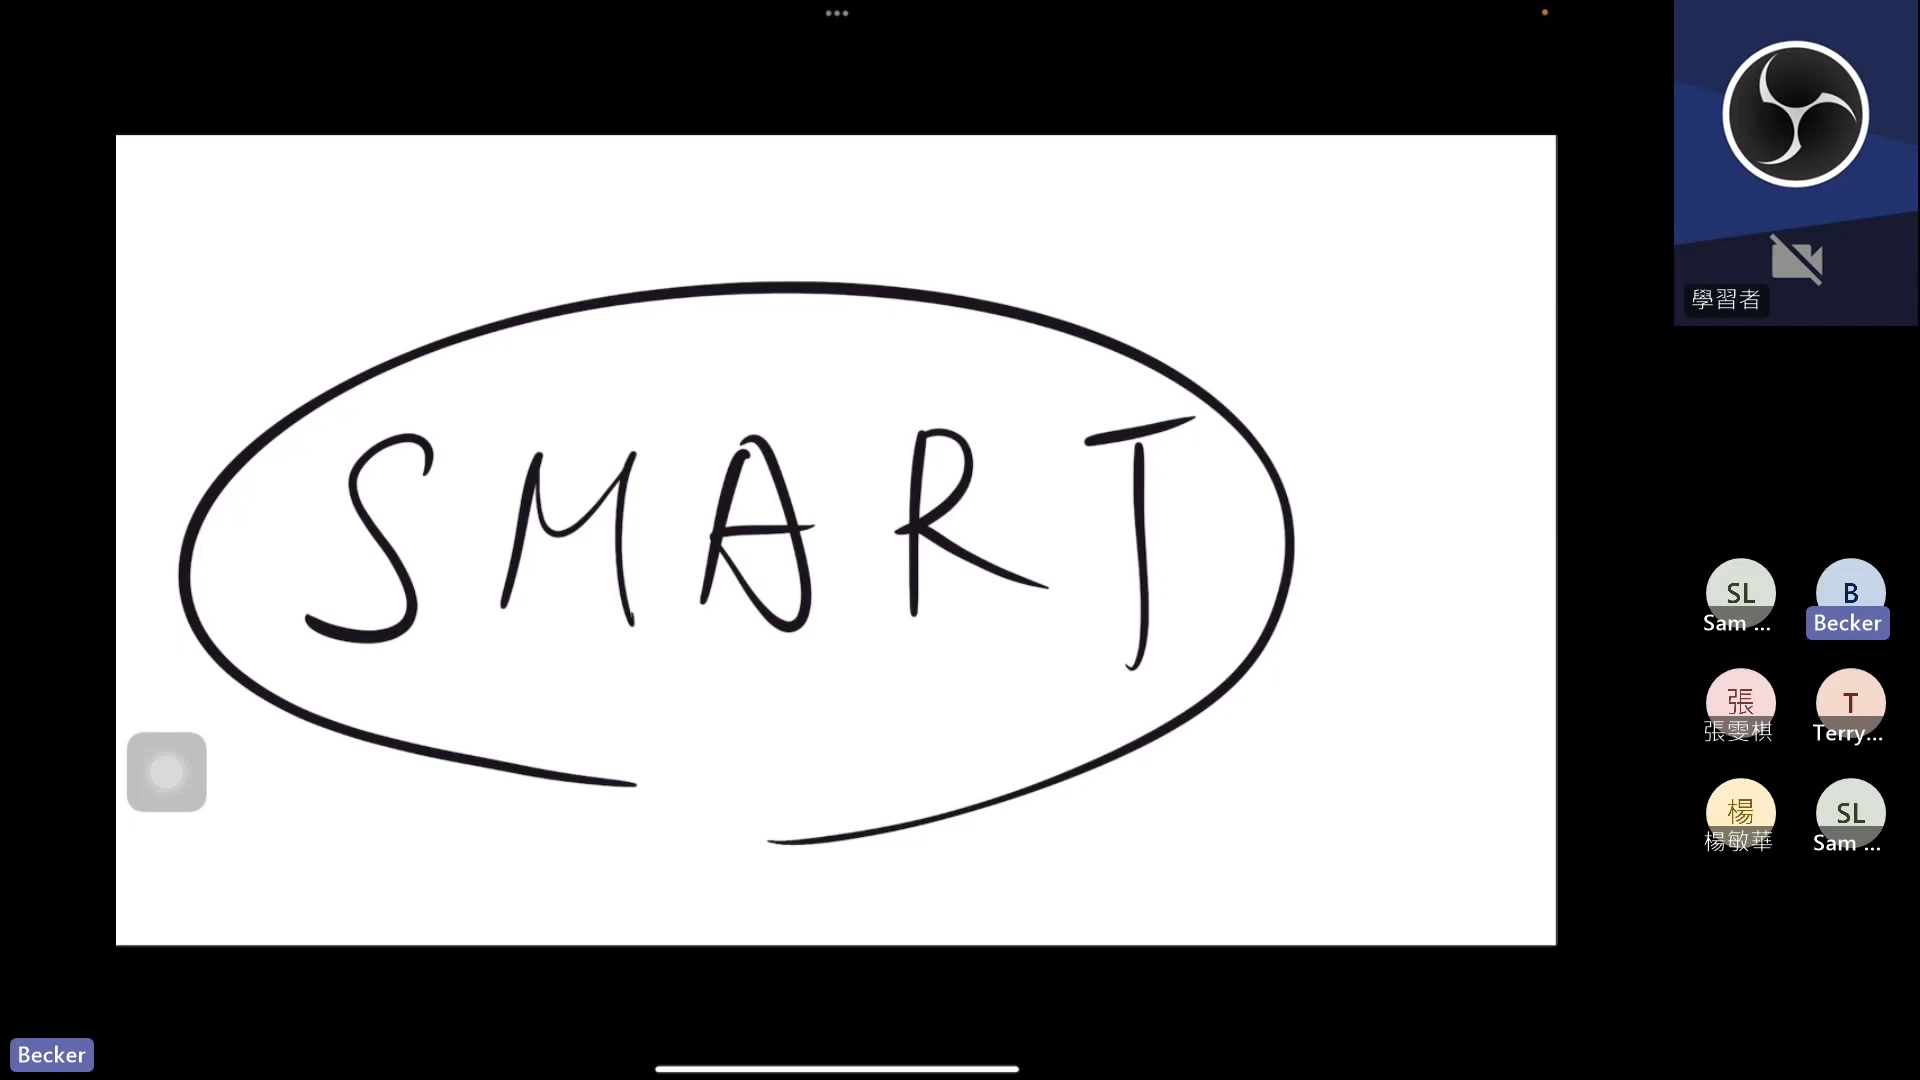 學習者
SMART
SL
Sam ...
B
Becker
張
張雯棋
T
Terry...
楊
楊敏華
SL
Sam ...
Becker